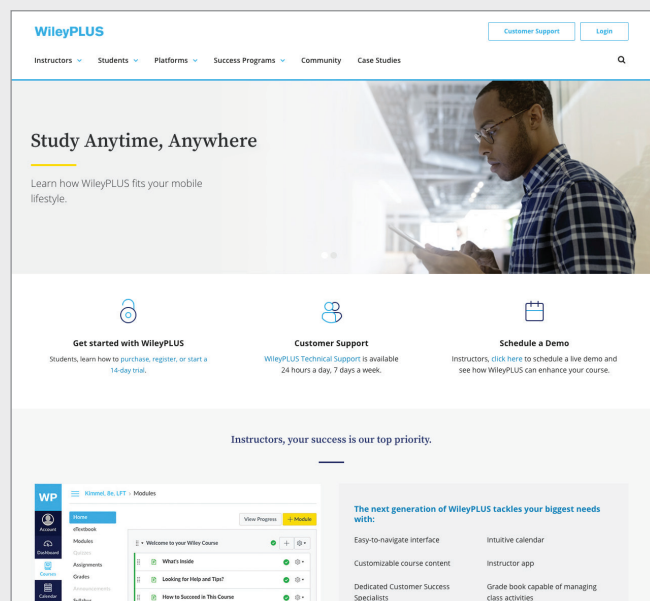 WileyPLUS
Customer Support
Login
Instructors
Students
Platforms
Success Programs
Community
Case Studies
Study Anytime, Anywhere
Learn how WileyPLUS fits your mobile
lifestyle.
Get started with WileyPLUS
Students, learn how to purchase, register, or start a
14-day trial.
Customer Support
WileyPLUS Technical Support is available
24 hours a day, 7 days a week.
Schedule a Demo
Instructors, click here to schedule a live demo and
see how WileyPLUS can enhance your course.
Instructors, your success is our top priority.
WP
Account
Dashboard
Courses
Calendar
Kimmel, 8e, LFT › Modules
Home
eTextbook
Modules
Quizzes
Assignments
Grades
Announcements
Syllabus
View Progress
+ Module
Welcome to your Wiley Course
What's Inside
Looking for Help and Tips?
How to Succeed in This Course
The next generation of WileyPLUS tackles your biggest needs
with:
Easy-to-navigate interface
Intuitive calendar
Customizable course content
Instructor app
Dedicated Customer Success
Specialists
Grade book capable of managing
class activities